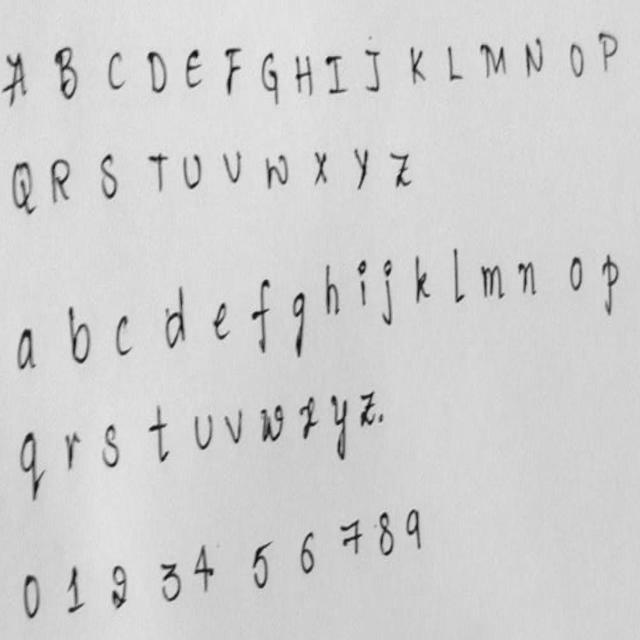 A B C D E F G H I J K L M N O P
Q R S T U V W X Y Z
a b c d e f g h i j k l m n o p
q r s t u v w x y z.
0 1 2 3 4 5 6 7 8 9